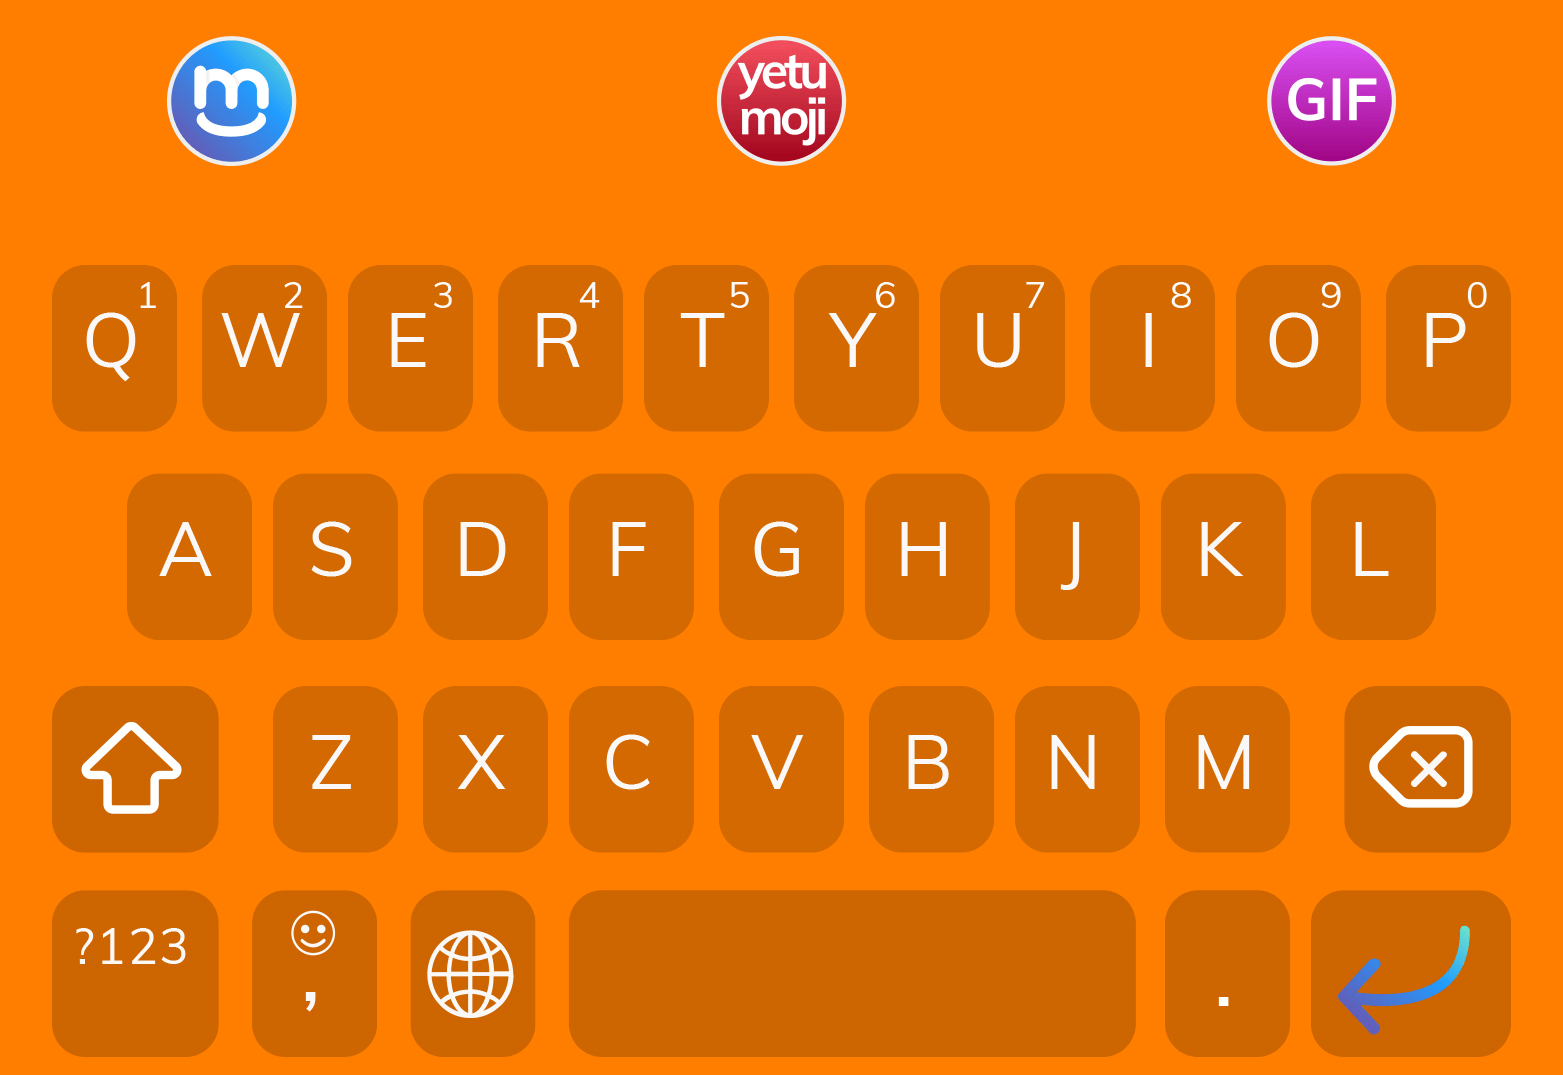 m
yetu
moji
GIF
1 2 3 4 5 6 7 8 9 0
Q W E R T Y U I O P
A S D F G H J K L
Z X C V B N M
?123 , .